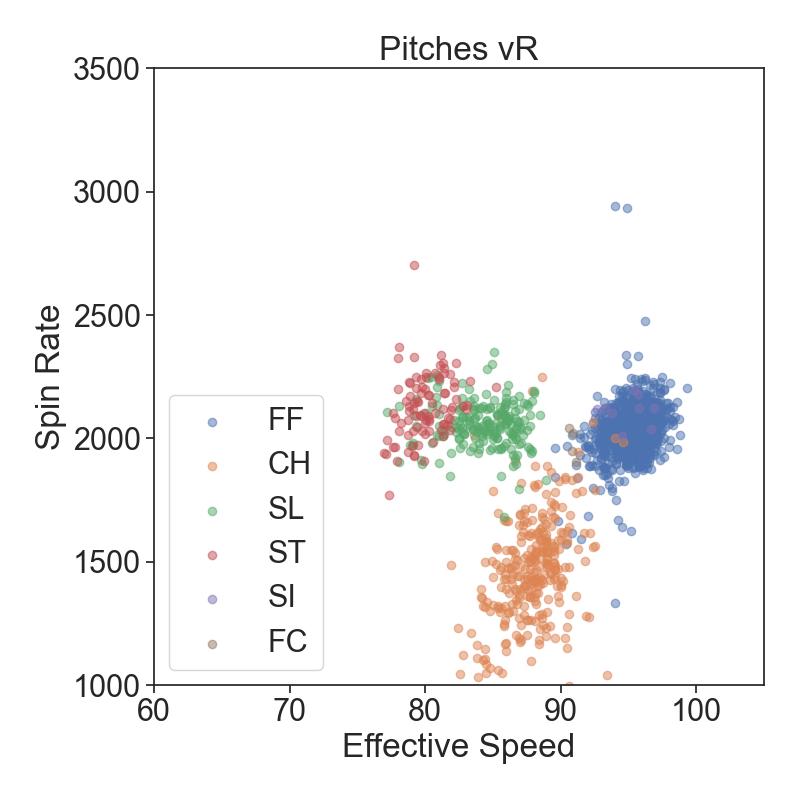 Pitches vR
3500
3000
2500
2000
1500
1000
Spin Rate
FF
CH
SL
ST
SI
FC
60 70 80 90 100
Effective Speed